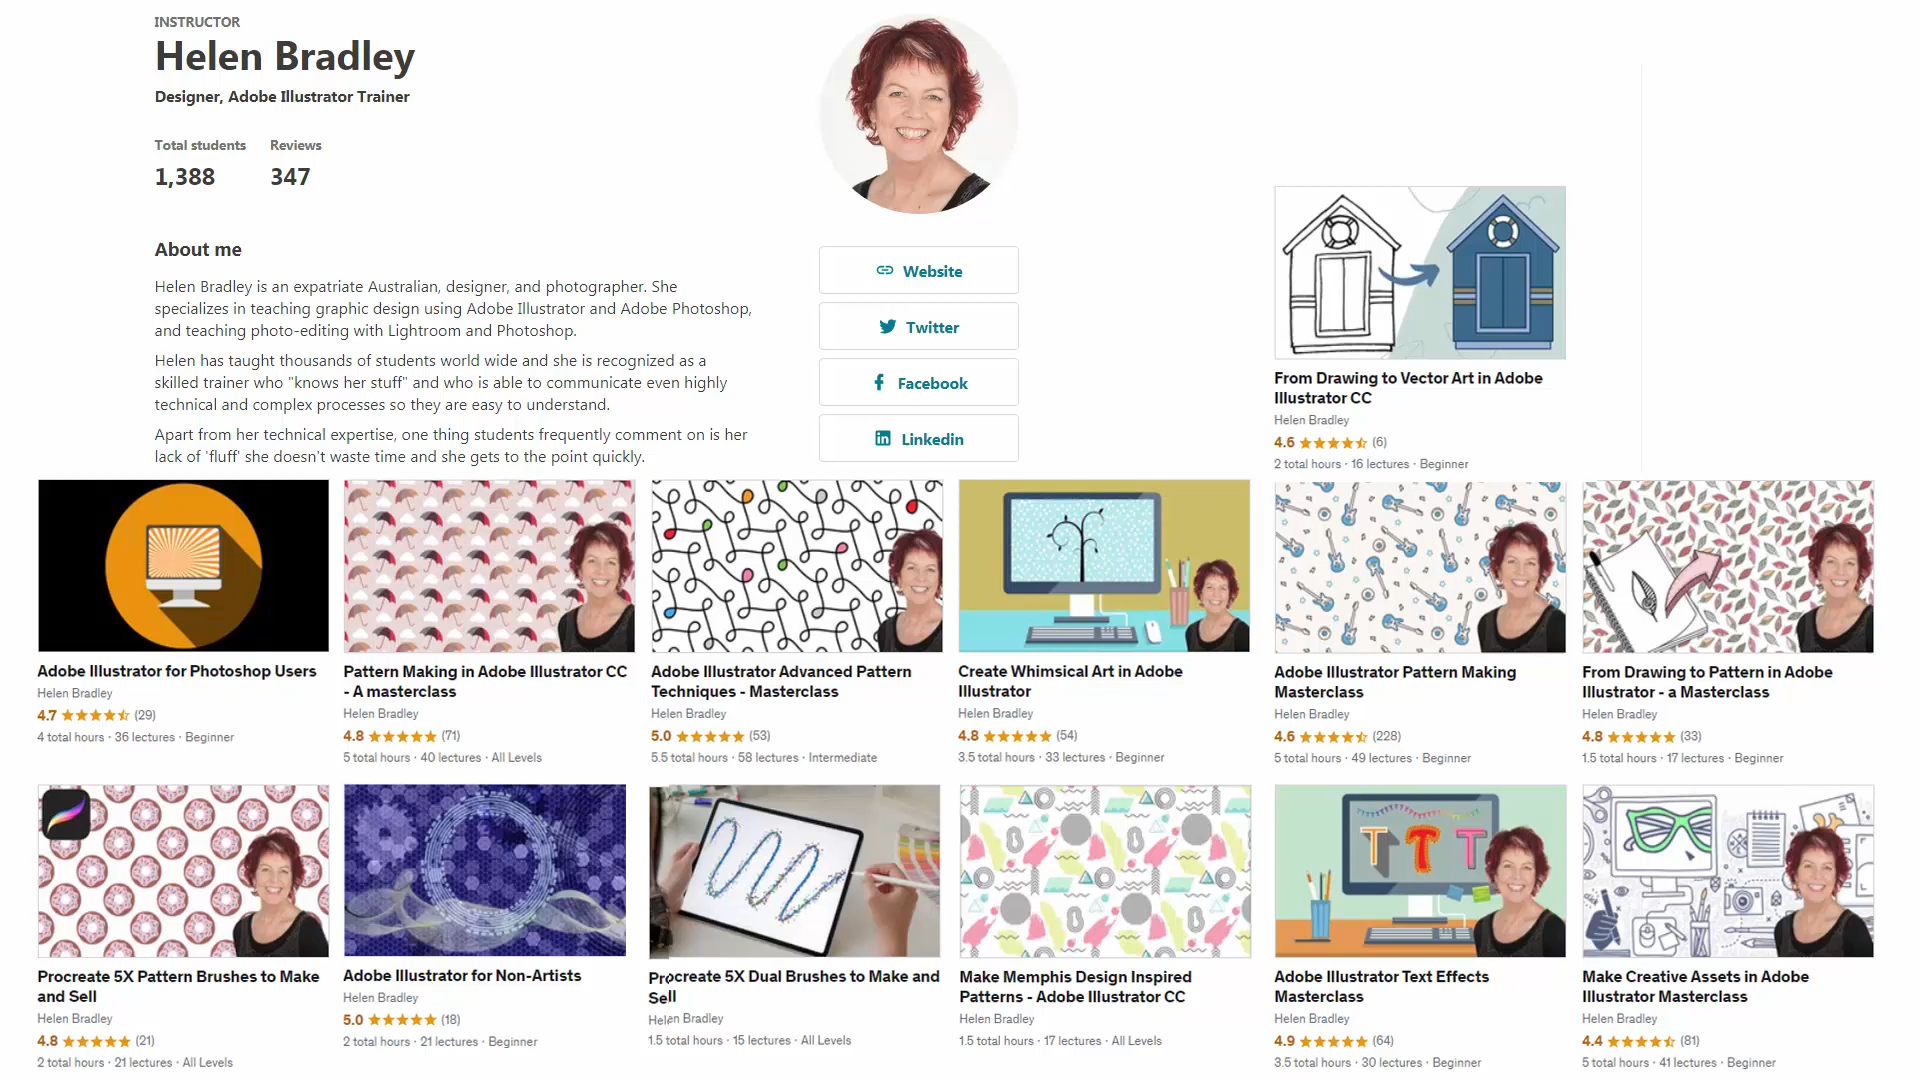 INSTRUCTOR
Helen Bradley
Designer, Adobe Illustrator Trainer
Total students
Reviews
1,388
347
About me
Helen Bradley is an expatriate Australian, designer, and photographer. She
specializes in teaching graphic design using Adobe Illustrator and Adobe Photoshop,
and teaching photo-editing with Lightroom and Photoshop.
Helen has taught thousands of students world wide and she is recognized as a
skilled trainer who "knows her stuff" and who is able to communicate even highly
technical and complex processes so they are easy to understand.
Apart from her technical expertise, one thing students frequently comment on is her
lack of 'fluff' she doesn't waste time and she gets to the point quickly.
Website
Twitter
Facebook
Linkedin
From Drawing to Vector Art in Adobe
Illustrator CC
Helen Bradley
4.6 (6)
2 total hours · 16 lectures · Beginner
Adobe Illustrator for Photoshop Users
Helen Bradley
4.7 (29)
4 total hours · 36 lectures · Beginner
Pattern Making in Adobe Illustrator CC
- A masterclass
Helen Bradley
4.8 (71)
5 total hours · 40 lectures · All Levels
Adobe Illustrator Advanced Pattern
Techniques - Masterclass
Helen Bradley
5.0 (53)
5.5 total hours · 58 lectures · Intermediate
Create Whimsical Art in Adobe
Illustrator
Helen Bradley
4.8 (54)
3.5 total hours · 33 lectures · Beginner
Adobe Illustrator Pattern Making
Masterclass
Helen Bradley
4.6 (228)
5 total hours · 49 lectures · Beginner
From Drawing to Pattern in Adobe
Illustrator - a Masterclass
Helen Bradley
4.8 (33)
1.5 total hours · 17 lectures · Beginner
Procreate 5X Pattern Brushes to Make
and Sell
Helen Bradley
4.8 (21)
2 total hours · 21 lectures · All Levels
Adobe Illustrator for Non-Artists
Helen Bradley
5.0 (18)
2 total hours · 21 lectures · Beginner
Procreate 5X Dual Brushes to Make and
Sell
Helen Bradley
1.5 total hours · 15 lectures · All Levels
Make Memphis Design Inspired
Patterns - Adobe Illustrator CC
Helen Bradley
1.5 total hours · 17 lectures · All Levels
T T T
Adobe Illustrator Text Effects
Masterclass
Helen Bradley
4.9 (64)
3.5 total hours · 30 lectures · Beginner
Make Creative Assets in Adobe
Illustrator Masterclass
Helen Bradley
4.4 (81)
5 total hours · 41 lectures · Beginner